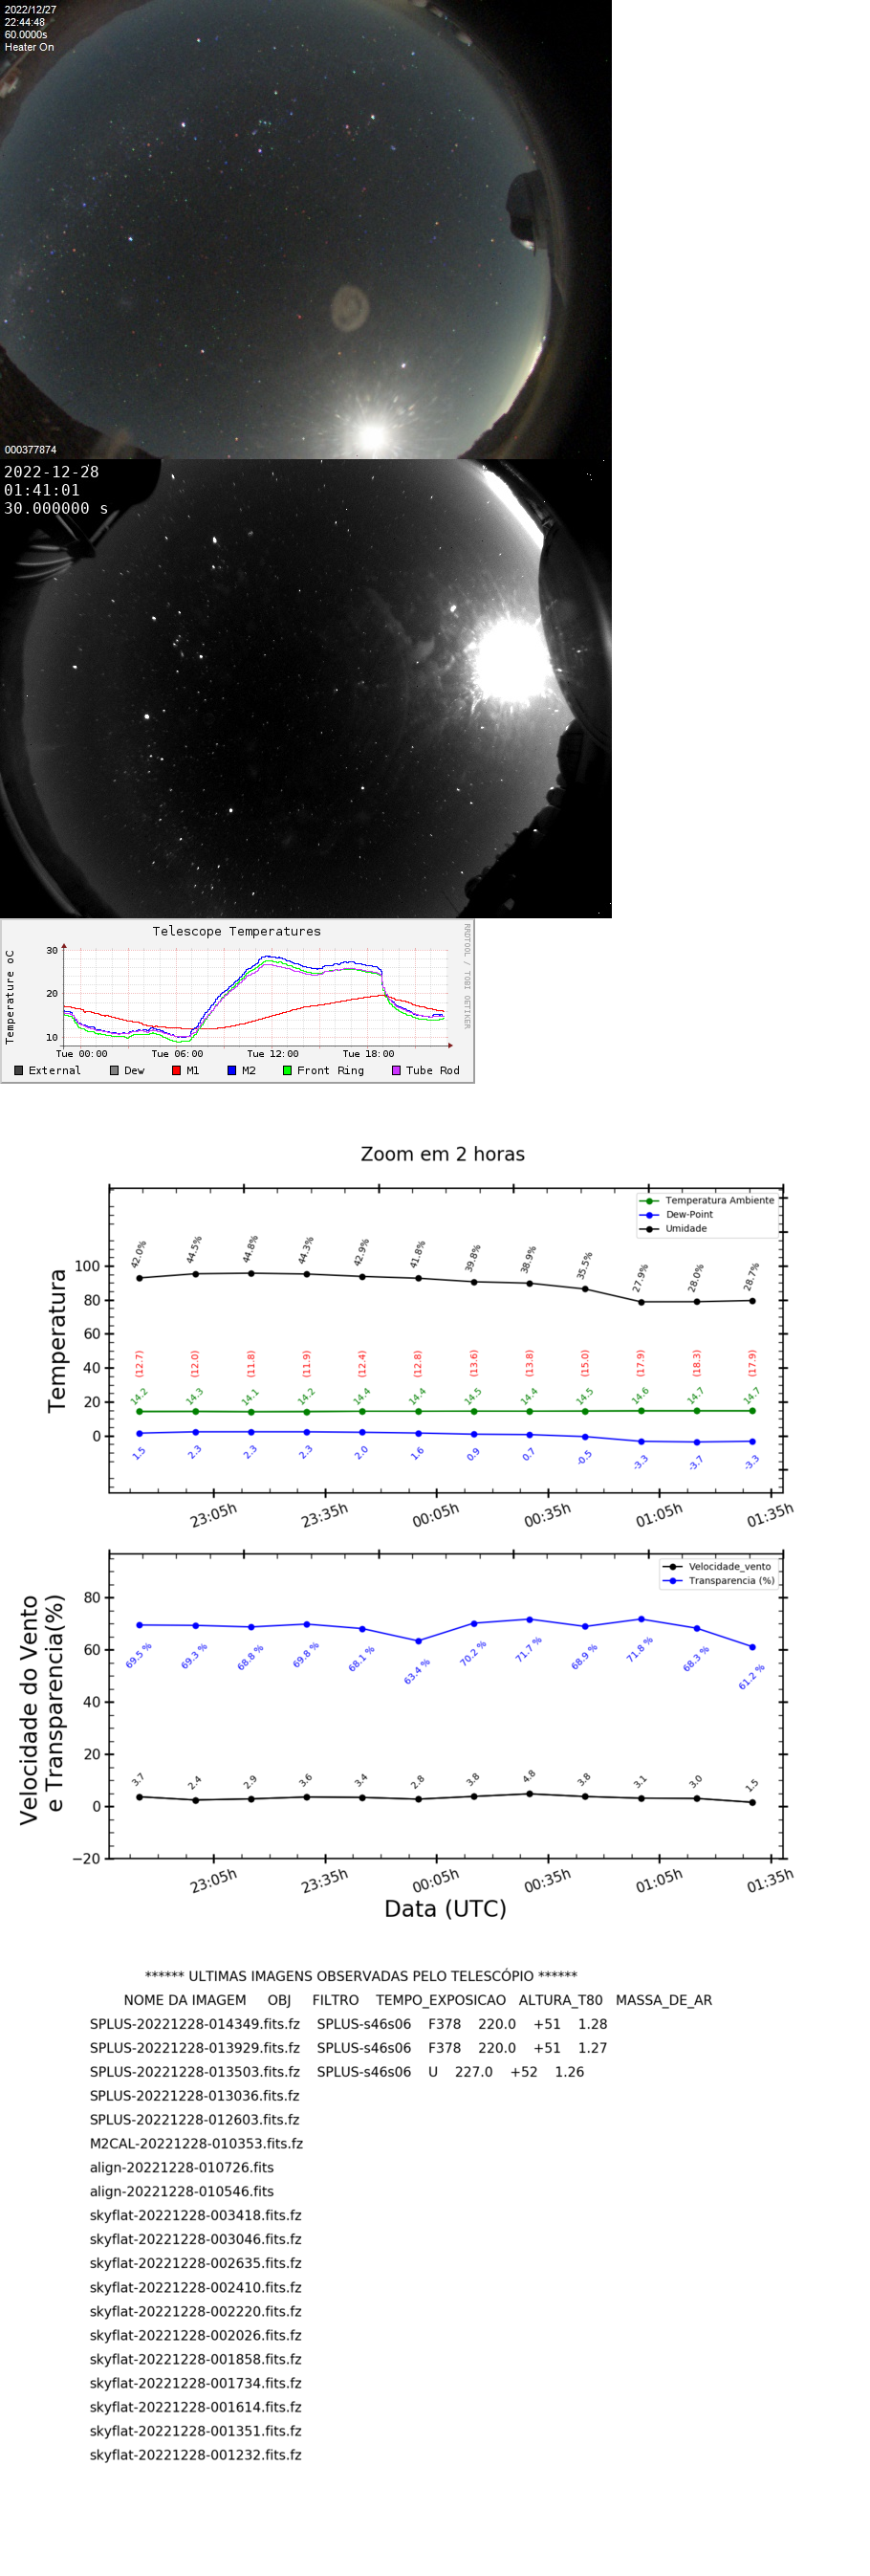 2022/12/27
22:44:48
60.0000s
Heater On
000377874
2022-12-28
01:41:01
30.000000 s
Telescope Temperatures
RRDTOOL / TOBI OETIKER
Temperature oC
30
20
10
Tue 00:00 Tue 06:00 Tue 12:00 Tue 18:00
External Dew M1 M2 Front Ring Tube Rod
Zoom em 2 horas
Temperatura Ambiente
Dew-Point
Umidade
Temperatura
100
80
60
40
20
0
42.0% 44.5% 44.8% 44.3% 42.9% 41.8% 39.8% 38.9% 35.5% 27.9% 28.0% 28.7%
(12.7) (12.0) (11.8) (11.9) (12.4) (12.8) (13.6) (13.8) (15.0) (17.9) (18.3) (17.9)
14.2 14.3 14.1 14.2 14.4 14.4 14.5 14.4 14.5 14.6 14.7 14.7
1.5 2.3 2.3 2.3 2.0 1.6 0.9 0.7 -0.5 -3.3 -3.7 -3.3
23:05h 23:35h 00:05h 00:35h 01:05h 01:35h
Velocidade_vento
Transparencia (%)
Velocidade do Vento
e Transparencia(%)
80
60
40
20
0
−20
69.5 % 69.3 % 68.8 % 69.8 % 68.1 % 63.4 % 70.2 % 71.7 % 68.9 % 71.8 % 68.3 % 61.2 %
3.7 2.4 2.9 3.6 3.4 2.8 3.8 4.8 3.8 3.1 3.0 1.5
23:05h 23:35h 00:05h 00:35h 01:05h 01:35h
Data (UTC)
****** ULTIMAS IMAGENS OBSERVADAS PELO TELESCÓPIO ******
NOME DA IMAGEM OBJ FILTRO TEMPO_EXPOSICAO ALTURA_T80 MASSA_DE_AR
SPLUS-20221228-014349.fits.fz SPLUS-s46s06 F378 220.0 +51 1.28
SPLUS-20221228-013929.fits.fz SPLUS-s46s06 F378 220.0 +51 1.27
SPLUS-20221228-013503.fits.fz SPLUS-s46s06 U 227.0 +52 1.26
SPLUS-20221228-013036.fits.fz
SPLUS-20221228-012603.fits.fz
M2CAL-20221228-010353.fits.fz
align-20221228-010726.fits
align-20221228-010546.fits
skyflat-20221228-003418.fits.fz
skyflat-20221228-003046.fits.fz
skyflat-20221228-002635.fits.fz
skyflat-20221228-002410.fits.fz
skyflat-20221228-002220.fits.fz
skyflat-20221228-002026.fits.fz
skyflat-20221228-001858.fits.fz
skyflat-20221228-001734.fits.fz
skyflat-20221228-001614.fits.fz
skyflat-20221228-001351.fits.fz
skyflat-20221228-001232.fits.fz